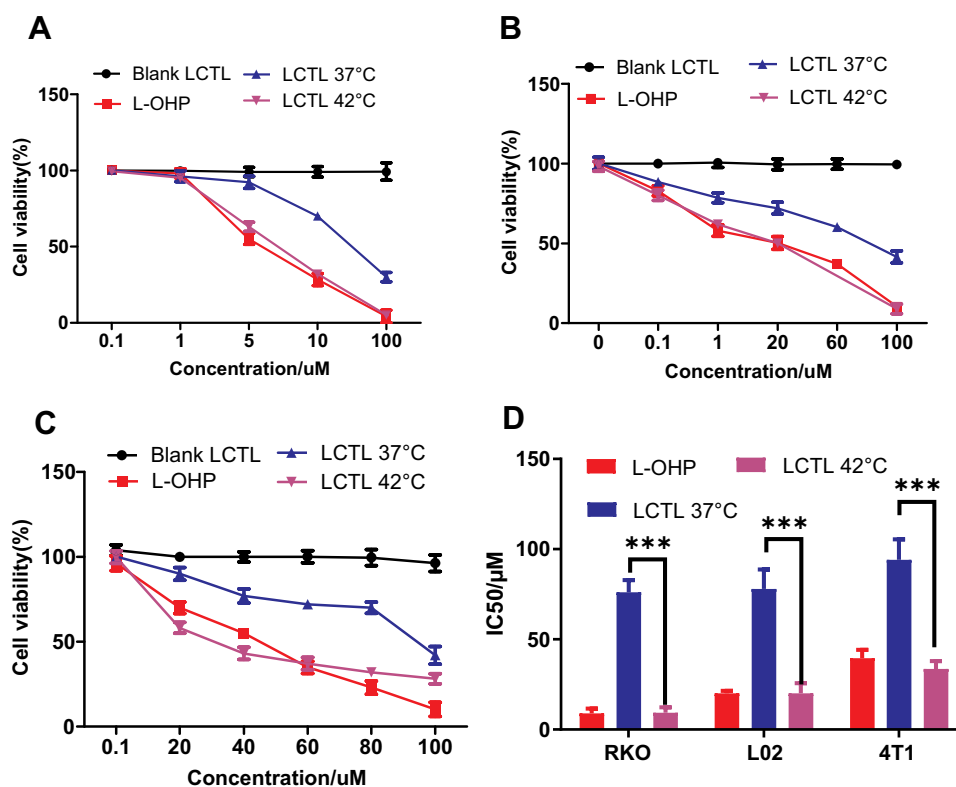 A
Blank LCTL
LCTL 37°C
L-OHP
LCTL 42°C
150
100
50
0
Cell viability(%)
0.1 1 5 10 100
Concentration/uM
B
Blank LCTL
LCTL 37°C
L-OHP
LCTL 42°C
150
100
50
0
Cell viability(%)
0 0.1 1 20 60 100
Concentration/uM
C
Blank LCTL
LCTL 37°C
L-OHP
LCTL 42°C
150
100
50
0
Cell viability(%)
0.1 20 40 60 80 100
Concentration/uM
D
L-OHP
LCTL 42°C
LCTL 37°C
150
100
50
0
IC50/μM
***
***
***
RKO L02 4T1